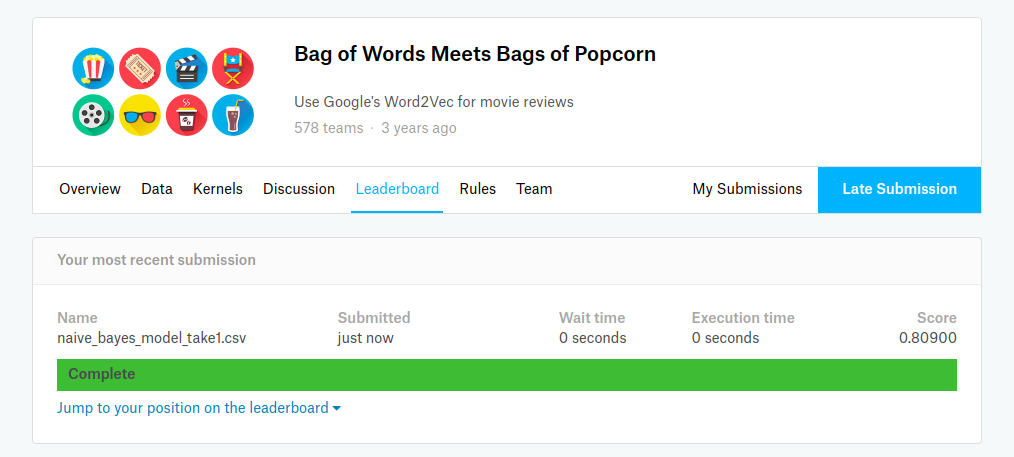 Bag of Words Meets Bags of Popcorn
Use Google's Word2Vec for movie reviews
578 teams · 3 years ago
Overview Data Kernels Discussion Leaderboard Rules Team My Submissions Late Submission
Your most recent submission
Name Submitted Wait time Execution time Score
naive_bayes_model_take1.csv just now 0 seconds 0 seconds 0.80900
Complete
Jump to your position on the leaderboard